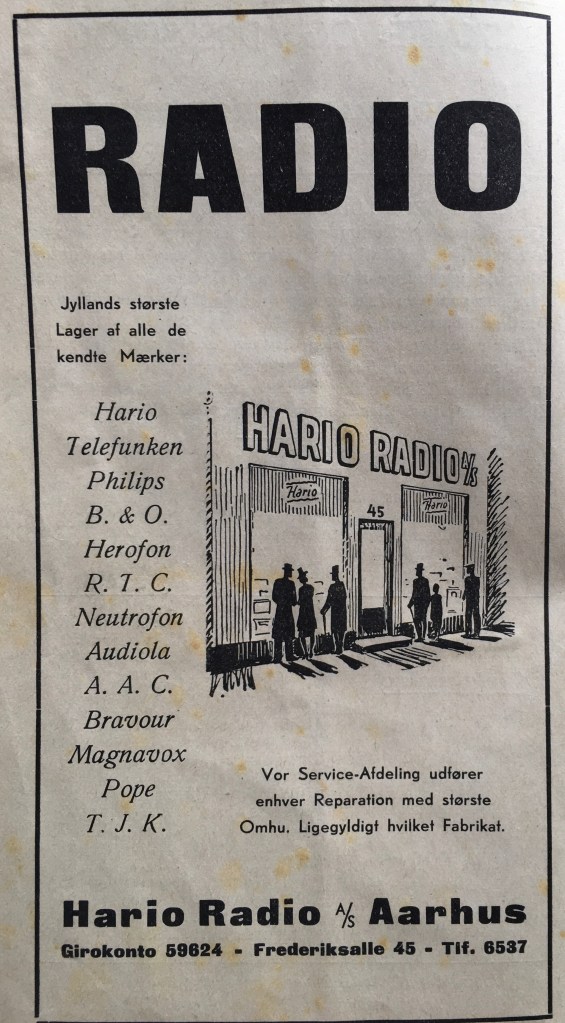 RADIO
Jyllands største
Lager af alle de
kendte Mærker:
Hario
Telefunken
Philips
B. & O.
Herofon
R. T. C.
Neutrofon
Audiola
A. A. C.
Bravour
Magnavox
Pope
T. J. K.
HARIO RADIO A/S
Hario
Hario
45
Vor Service-Afdeling udfører
enhver Reparation med største
Omhu. Ligegyldigt hvilket Fabrikat.
Hario Radio A/S Aarhus
Girokonto 59624 - Frederiksalle 45 - Tlf. 6537